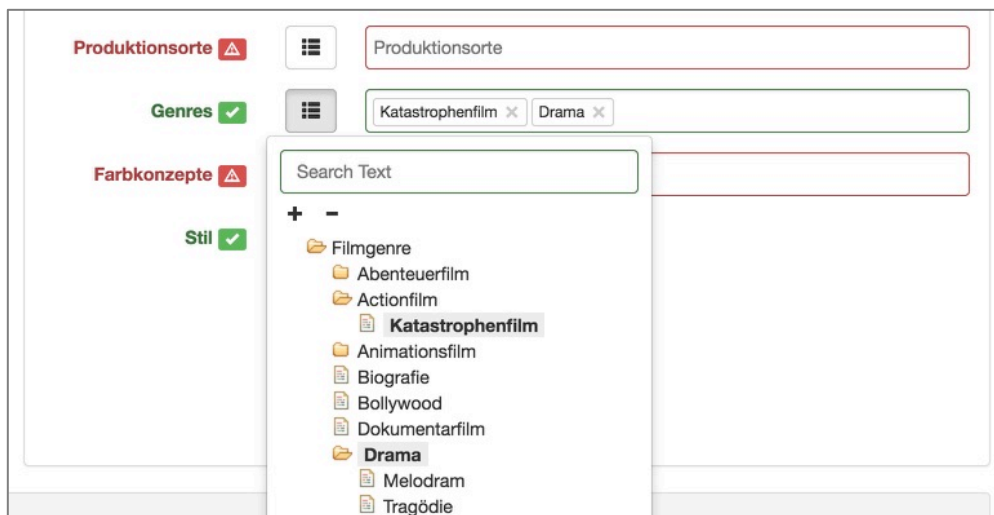 Produktionsorte
Produktionsorte
Genres
Katastrophenfilm × Drama ×
Farbkonzepte
Search Text
+ −
Stil
Filmgenre
Abenteuerfilm
Actionfilm
Katastrophenfilm
Animationsfilm
Biografie
Bollywood
Dokumentarfilm
Drama
Melodram
Tragödie